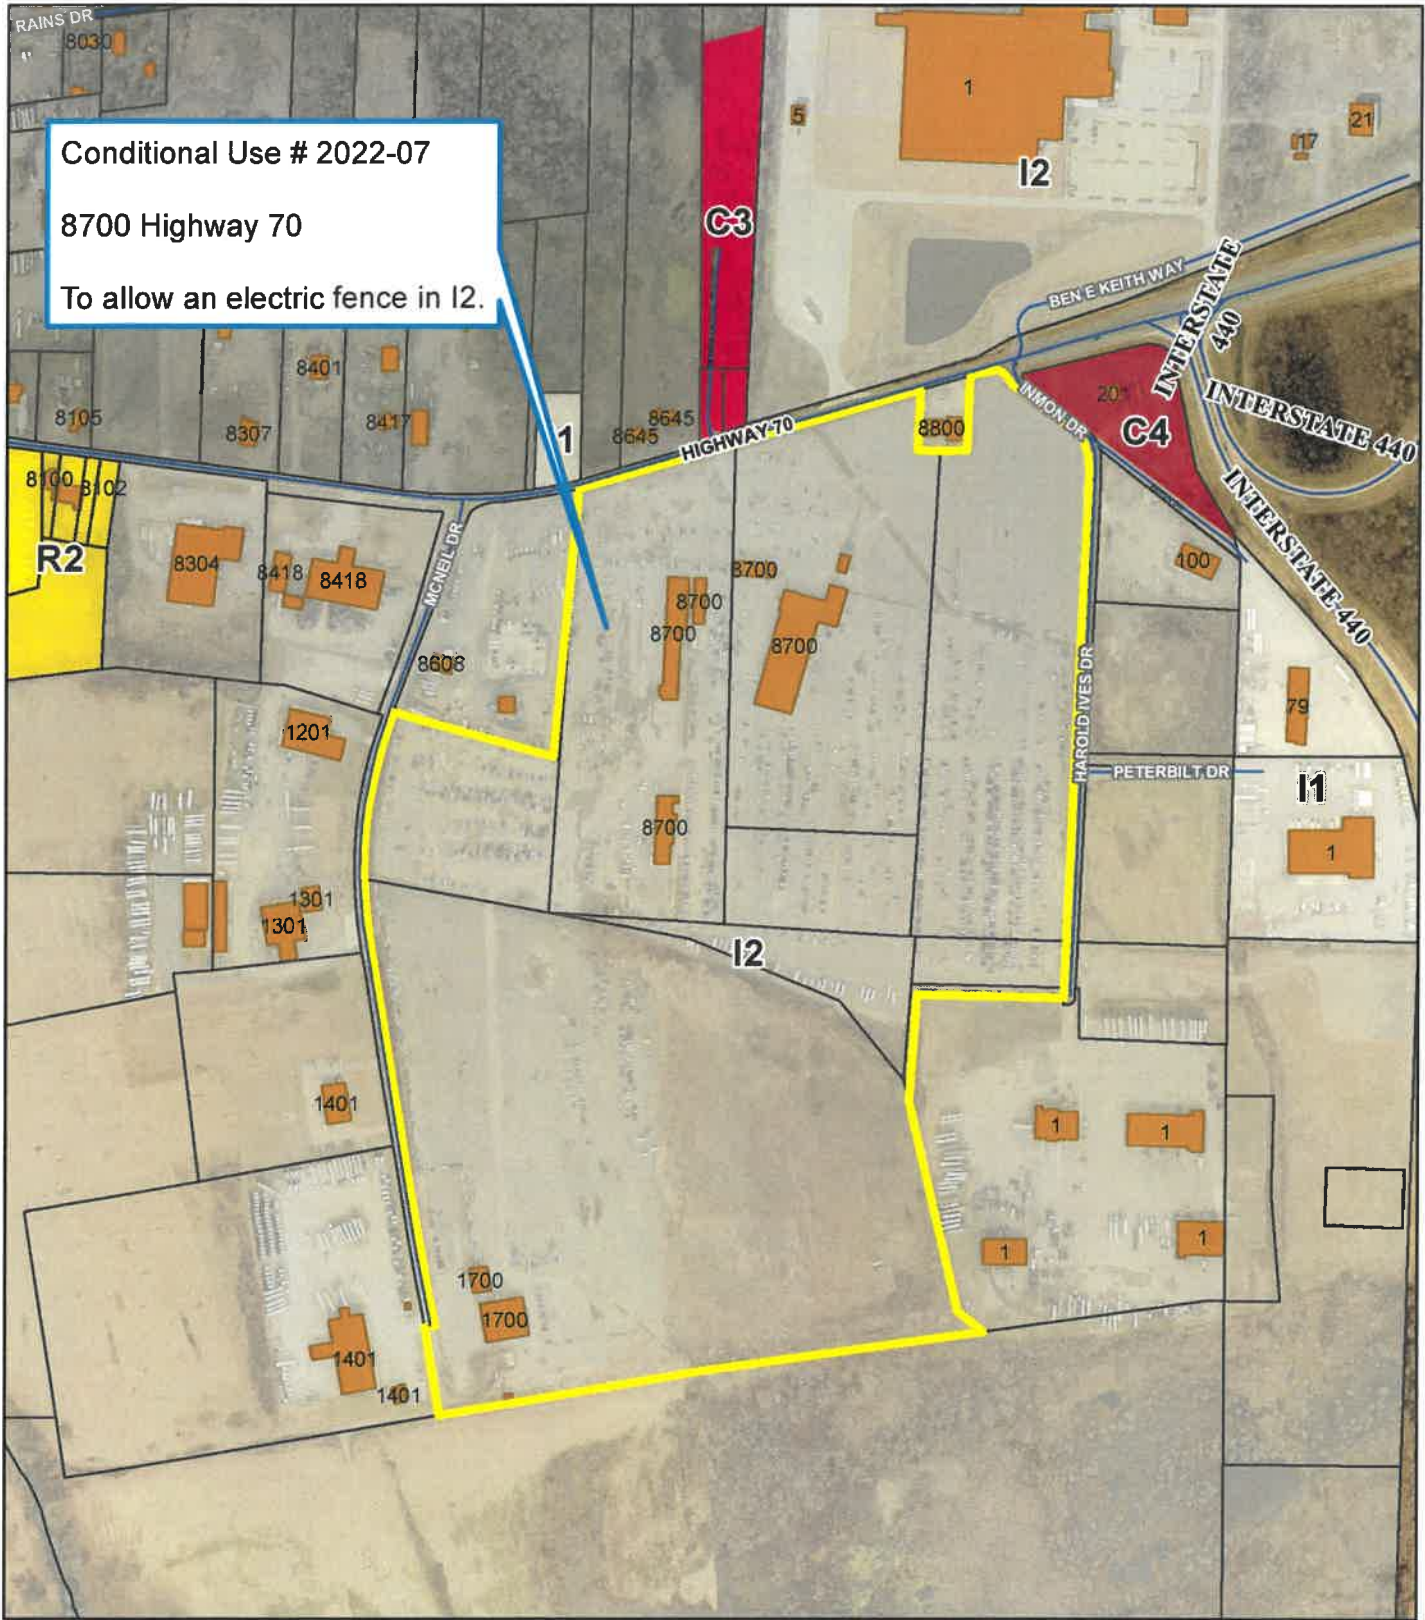 RAINS DR
8030
1
5
21
17
I2
Conditional Use # 2022-07
8700 Highway 70
To allow an electric fence in I2.
C3
BEN E KEITH WAY
INTERSTATE 440
INTERSTATE 440
INTERSTATE 440
8401
8105
8307
8417
8645
8645
1
HIGHWAY 70
8800
INMON DR
C4
8100
8102
R2
8304
8418
8418
MCNEIL DR
8608
8700
8700
8700
8700
8700
100
HAROLD IVES DR
79
PETERBILT DR
I1
1
1201
1301
1301
I2
1401
1
1
1
1
1700
1700
1401
1401